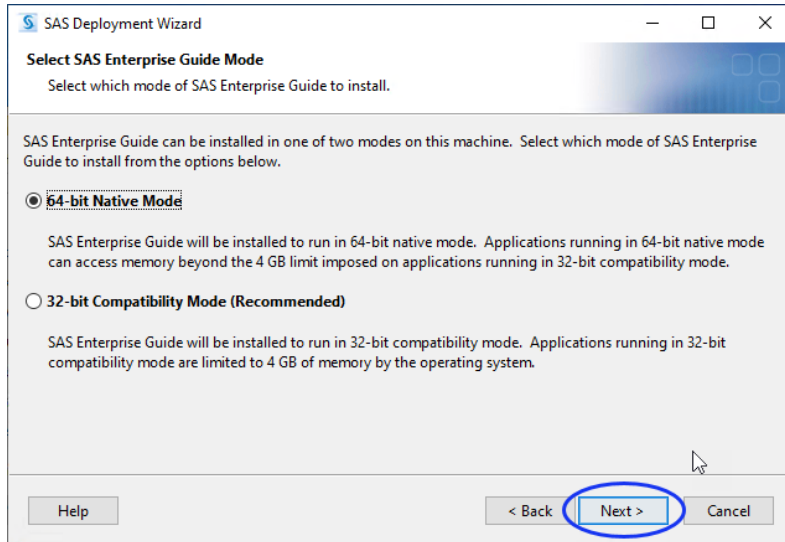 SAS Deployment Wizard
Select SAS Enterprise Guide Mode
Select which mode of SAS Enterprise Guide to install.
SAS Enterprise Guide can be installed in one of two modes on this machine.  Select which mode of SAS Enterprise
Guide to install from the options below.
64-bit Native Mode
SAS Enterprise Guide will be installed to run in 64-bit native mode.  Applications running in 64-bit native mode
can access memory beyond the 4 GB limit imposed on applications running in 32-bit compatibility mode.
32-bit Compatibility Mode (Recommended)
SAS Enterprise Guide will be installed to run in 32-bit compatibility mode.  Applications running in 32-bit
compatibility mode are limited to 4 GB of memory by the operating system.
Help
< Back
Next >
Cancel